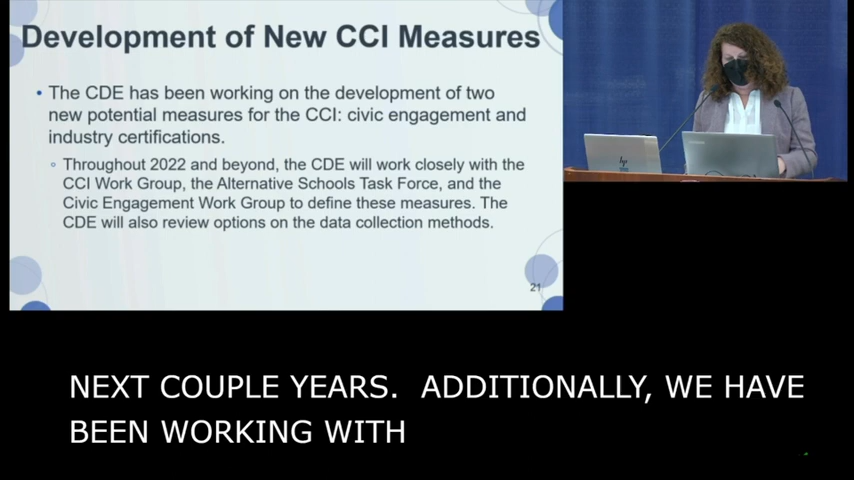 Development of New CCI Measures
• The CDE has been working on the development of two
new potential measures for the CCI: civic engagement and
industry certifications.
◦ Throughout 2022 and beyond, the CDE will work closely with the
CCI Work Group, the Alternative Schools Task Force, and the
Civic Engagement Work Group to define these measures. The
CDE will also review options on the data collection methods.
21
hp
NEXT COUPLE YEARS.  ADDITIONALLY, WE HAVE
BEEN WORKING WITH